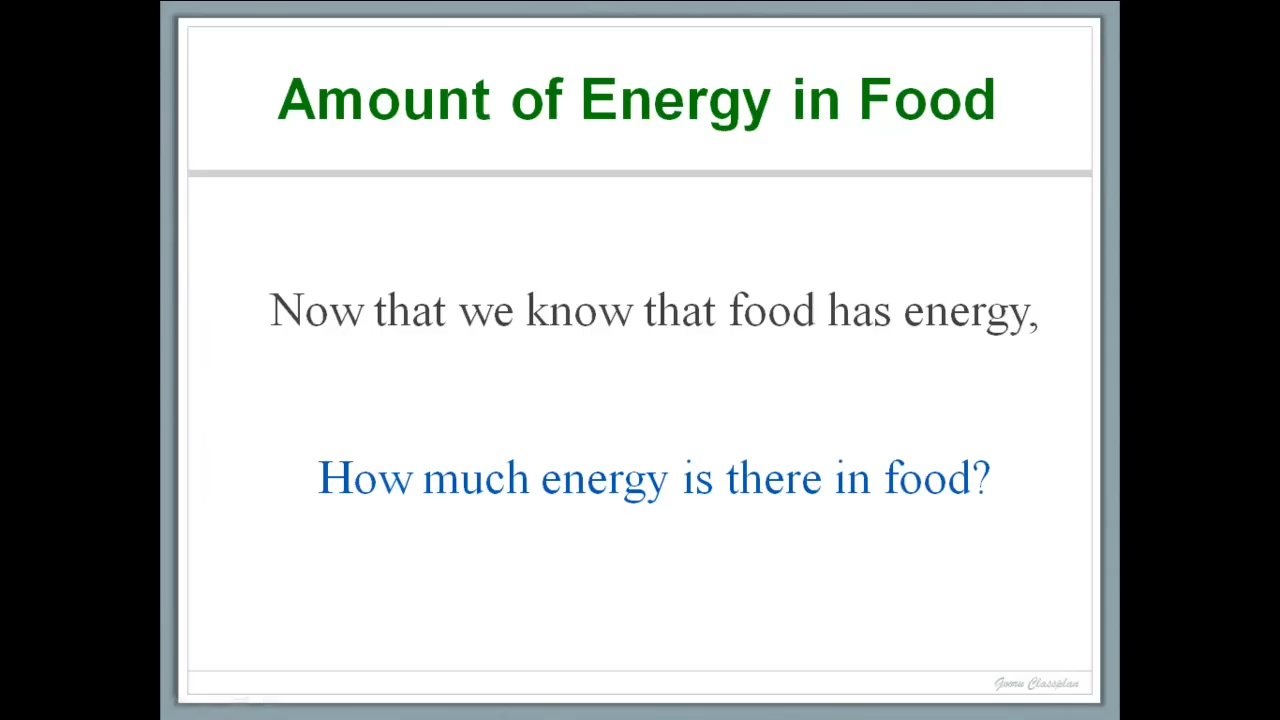 Amount of Energy in Food
Now that we know that food has energy,
How much energy is there in food?
Gooru Classplan